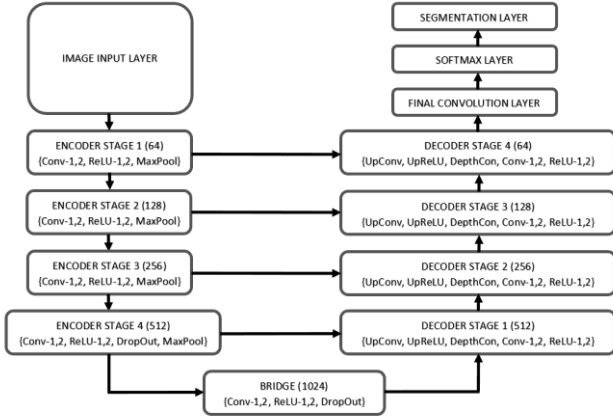 IMAGE INPUT LAYER
ENCODER STAGE 1 (64)
{Conv-1,2, ReLU-1,2, MaxPool}
ENCODER STAGE 2 (128)
{Conv-1,2, ReLU-1,2, MaxPool}
ENCODER STAGE 3 (256)
{Conv-1,2, ReLU-1,2, MaxPool}
ENCODER STAGE 4 (512)
{Conv-1,2, ReLU-1,2, DropOut, MaxPool}
BRIDGE (1024)
{Conv-1,2, ReLU-1,2, DropOut}
SEGMENTATION LAYER
SOFTMAX LAYER
FINAL CONVOLUTION LAYER
DECODER STAGE 4 (64)
{UpConv, UpReLU, DepthCon, Conv-1,2, ReLU-1,2}
DECODER STAGE 3 (128)
{UpConv, UpReLU, DepthCon, Conv-1,2, ReLU-1,2}
DECODER STAGE 2 (256)
{UpConv, UpReLU, DepthCon, Conv-1,2, ReLU-1,2}
DECODER STAGE 1 (512)
{UpConv, UpReLU, DepthCon, Conv-1,2, ReLU-1,2}